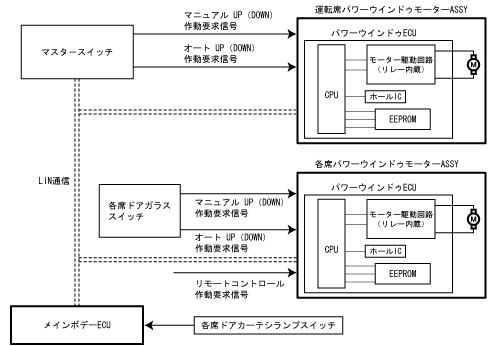 マニュアル UP (DOWN)
作動要求信号
オート UP (DOWN)
作動要求信号
マスタースイッチ
運転席パワーウインドゥモーターASSY
パワーウインドゥECU
CPU
モーター駆動回路
(リレー内蔵)
ホールIC
EEPROM
M
LIN通信
各席パワーウインドゥモーターASSY
パワーウインドゥECU
CPU
モーター駆動回路
(リレー内蔵)
ホールIC
EEPROM
M
各席ドアガラス
スイッチ
マニュアル UP (DOWN)
作動要求信号
オート UP (DOWN)
作動要求信号
リモートコントロール
作動要求信号
メインボデーECU
各席ドアカーテシランプスイッチ